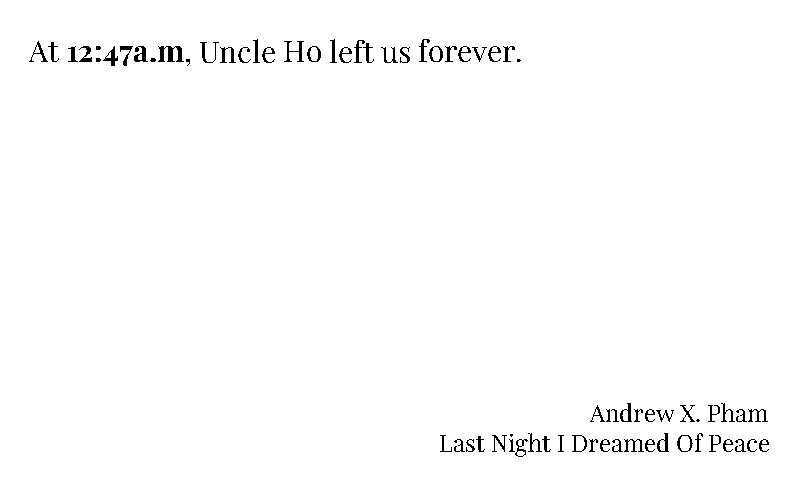 At 12:47a.m, Uncle Ho left us forever.
Andrew X. Pham
Last Night I Dreamed Of Peace